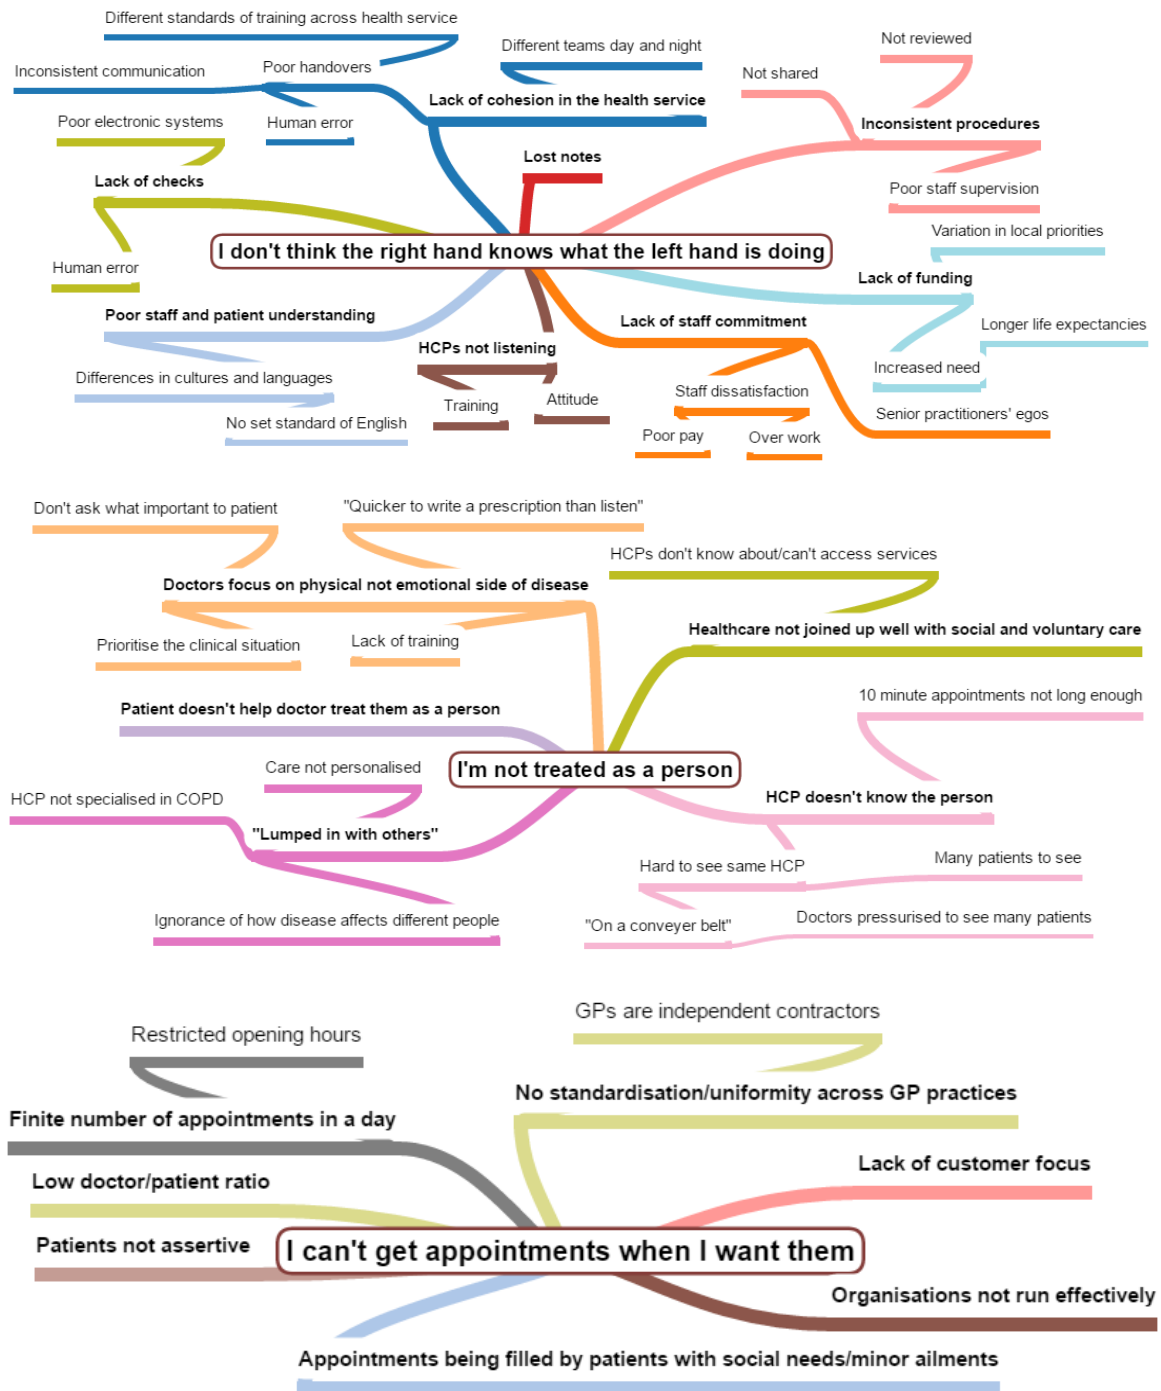 Different standards of training across health service
Different teams day and night
Not reviewed
Inconsistent communication
Poor handovers
Not shared
Lack of cohesion in the health service
Poor electronic systems
Human error
Inconsistent procedures
Lost notes
Lack of checks
Poor staff supervision
Variation in local priorities
I don't think the right hand knows what the left hand is doing
Human error
Lack of funding
Poor staff and patient understanding
Lack of staff commitment
Longer life expectancies
HCPs not listening
Increased need
Differences in cultures and languages
Staff dissatisfaction
Training
Attitude
Senior practitioners' egos
No set standard of English
Poor pay
Over work
Don't ask what important to patient
"Quicker to write a prescription than listen"
HCPs don't know about/can't access services
Doctors focus on physical not emotional side of disease
Healthcare not joined up well with social and voluntary care
Prioritise the clinical situation
Lack of training
10 minute appointments not long enough
Patient doesn't help doctor treat them as a person
I'm not treated as a person
Care not personalised
HCP not specialised in COPD
HCP doesn't know the person
"Lumped in with others"
Hard to see same HCP
Many patients to see
Ignorance of how disease affects different people
"On a conveyer belt"
Doctors pressurised to see many patients
GPs are independent contractors
Restricted opening hours
No standardisation/uniformity across GP practices
Finite number of appointments in a day
Lack of customer focus
Low doctor/patient ratio
Patients not assertive
I can't get appointments when I want them
Organisations not run effectively
Appointments being filled by patients with social needs/minor ailments